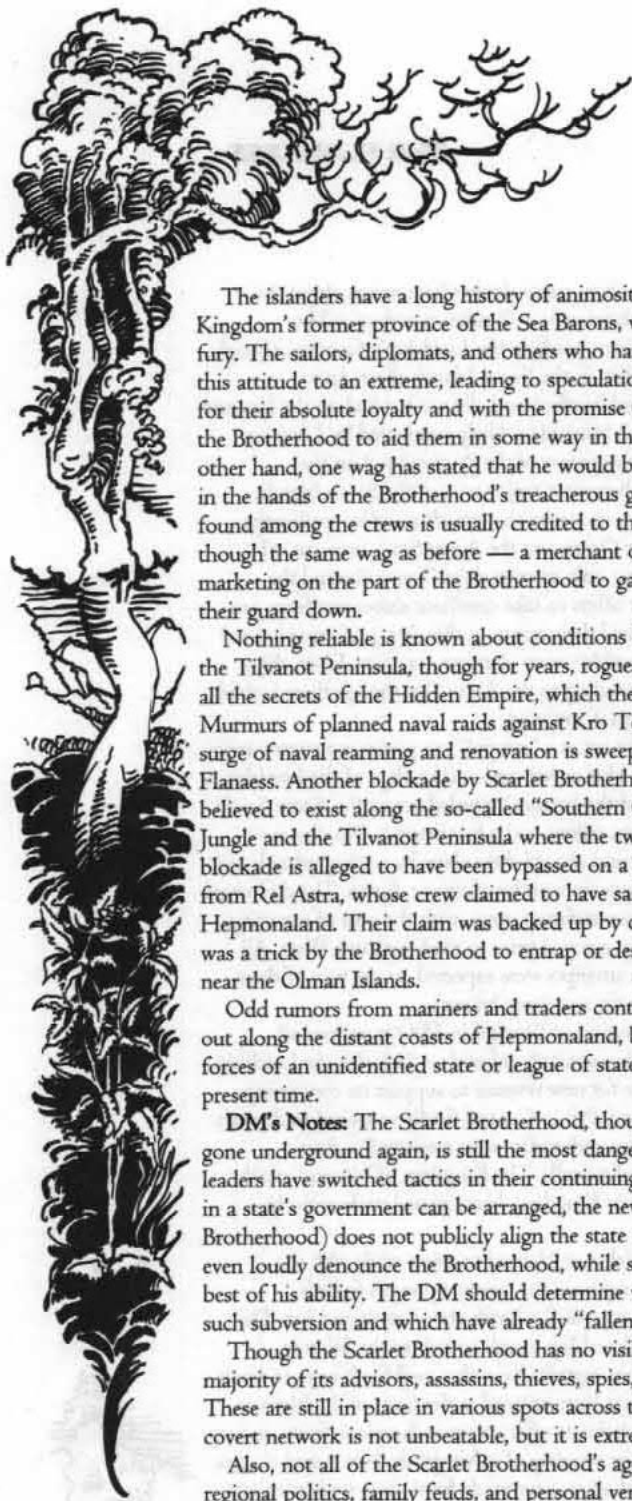 The islanders have a long history of animosit
Kingdom's former province of the Sea Barons, v
fury. The sailors, diplomats, and others who ha
this attitude to an extreme, leading to speculatio
for their absolute loyalty and with the promise
the Brotherhood to aid them in some way in th
other hand, one wag has stated that he would b
in the hands of the Brotherhood's treacherous g
found among the crews is usually credited to th
though the same wag as before — a merchant c
marketing on the part of the Brotherhood to ga
their guard down.
Nothing reliable is known about conditions
the Tilvanot Peninsula, though for years, rogue
all the secrets of the Hidden Empire, which the
Murmurs of planned naval raids against Kro T
surge of naval rearming and renovation is sweep
Flanaess. Another blockade by Scarlet Brotherh
believed to exist along the so-called "Southern
Jungle and the Tilvanot Peninsula where the tw
blockade is alleged to have been bypassed on a
from Rel Astra, whose crew claimed to have sa
Hepmonaland. Their claim was backed up by c
was a trick by the Brotherhood to entrap or de
near the Olman Islands.
Odd rumors from mariners and traders cont
out along the distant coasts of Hepmonaland, b
forces of an unidentified state or league of state
present time.
DM's Notes: The Scarlet Brotherhood, thou
gone underground again, is still the most dange
leaders have switched tactics in their continuing
in a state's government can be arranged, the nev
Brotherhood) does not publicly align the state
even loudly denounce the Brotherhood, while s
best of his ability. The DM should determine
such subversion and which have already "fallen
Though the Scarlet Brotherhood has no visi
majority of its advisors, assassins, thieves, spies,
These are still in place in various spots across t
covert network is not unbeatable, but it is extre
Also, not all of the Scarlet Brotherhood's ag
regional politics, family feuds, and personal ven